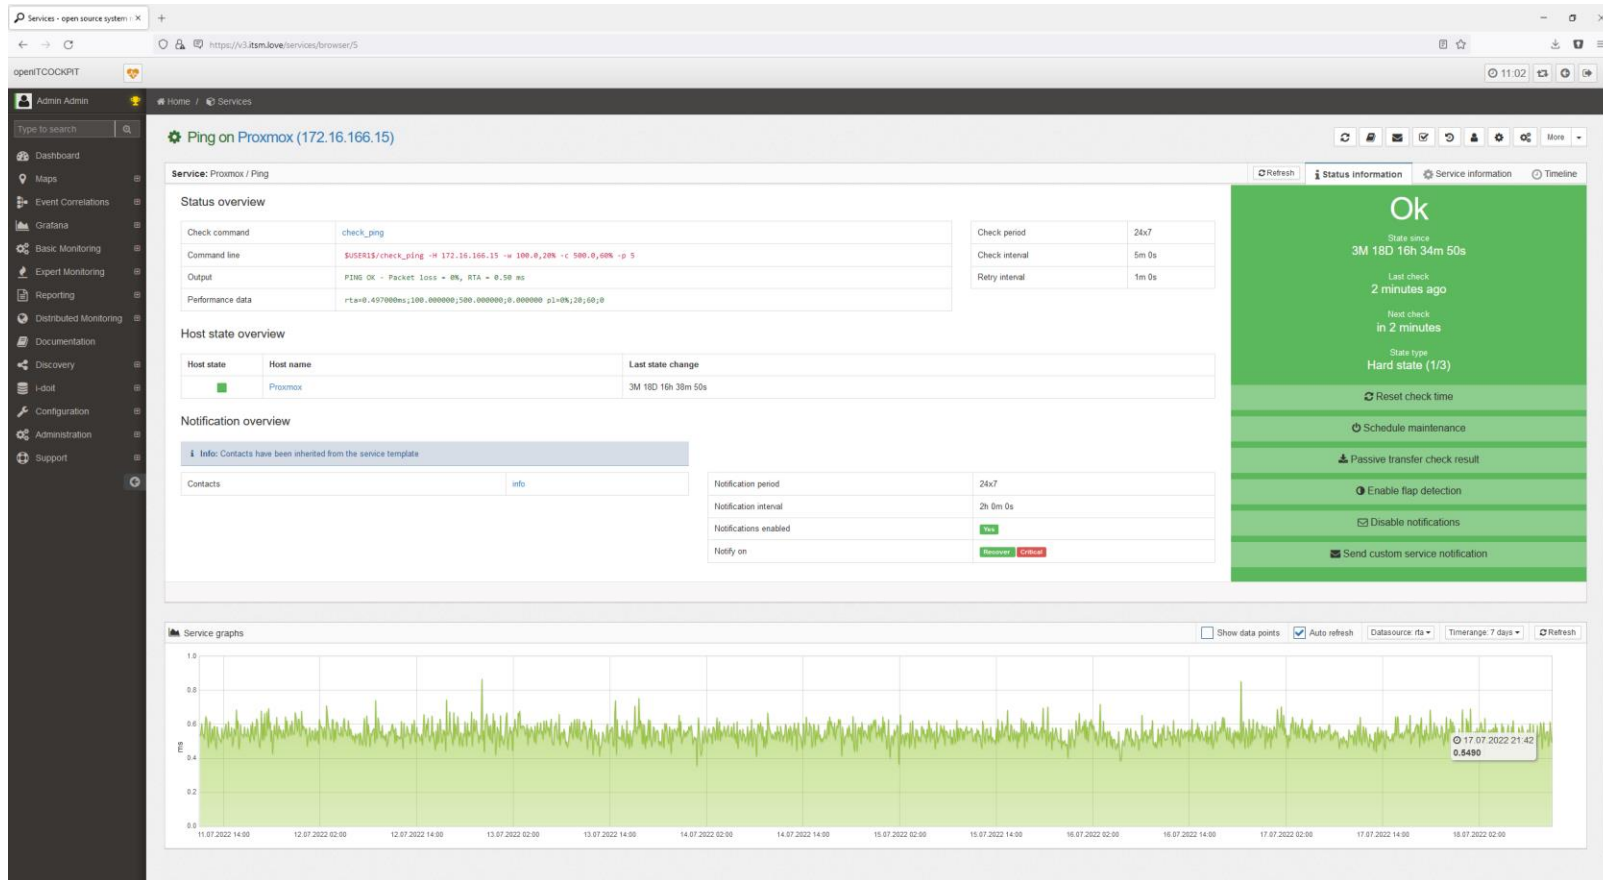 Services - open source system
https://v3.itsm.love/services/browser/5
openITCOCKPIT
11:02
Admin Admin
Home / Services
Type to search
Ping on Proxmox (172.16.166.15)
More
Dashboard
Maps
Event Correlations
Grafana
Basic Monitoring
Expert Monitoring
Reporting
Distributed Monitoring
Documentation
Discovery
i-doit
Configuration
Administration
Support
Service: Proxmox / Ping
Refresh
Status information
Service information
Timeline
Status overview
Check command check_ping
Command line $USER1$/check_ping -H 172.16.166.15 -w 100.0,20% -c 500.0,60% -p 5
Output PING OK - Packet loss = 0%, RTA = 0.50 ms
Performance data rta=0.497000ms;100.000000;500.000000;0.000000 pl=0%;20;60;0
Check period 24x7
Check interval 5m 0s
Retry interval 1m 0s
Host state overview
Host state Host name Last state change
Proxmox 3M 18D 16h 38m 50s
Notification overview
Info: Contacts have been inherited from the service template
Contacts info
Notification period 24x7
Notification interval 2h 0m 0s
Notifications enabled Yes
Notify on Recover Critical
Ok
State since
3M 18D 16h 34m 50s
Last check
2 minutes ago
Next check
in 2 minutes
State type
Hard state (1/3)
Reset check time
Schedule maintenance
Passive transfer check result
Enable flap detection
Disable notifications
Send custom service notification
Service graphs
Show data points
Auto refresh
Datasource: rta
Timerange: 7 days
Refresh
1.0
0.8
0.6
0.4
0.2
0.0
ms
17.07.2022 21:42
0.5490
11.07.2022 14:00 12.07.2022 02:00 12.07.2022 14:00 13.07.2022 02:00 13.07.2022 14:00 14.07.2022 02:00 14.07.2022 14:00 15.07.2022 02:00 15.07.2022 14:00 16.07.2022 02:00 16.07.2022 14:00 17.07.2022 02:00 17.07.2022 14:00 18.07.2022 02:00